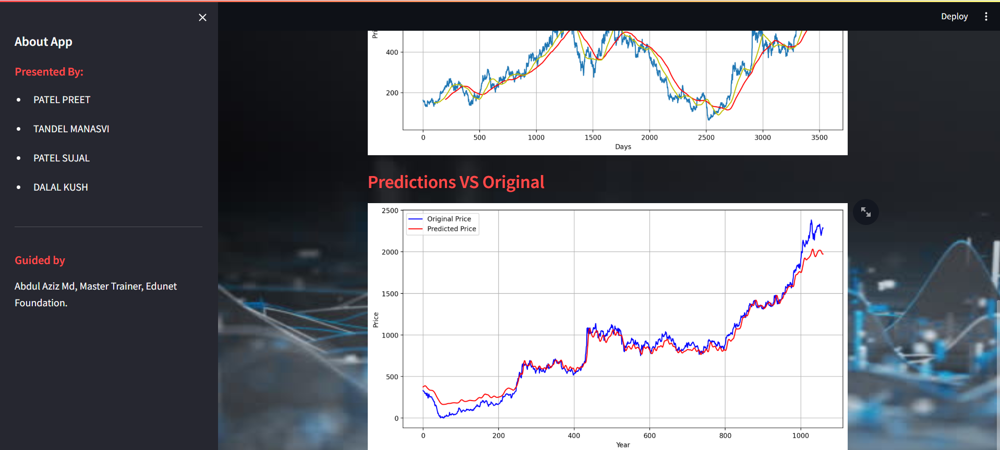 Deploy
About App
Presented By:
PATEL PREET
TANDEL MANASVI
PATEL SUJAL
DALAL KUSH
Guided by
Abdul Aziz Md, Master Trainer, Edunet
Foundation.
400
200
0 500 1000 1500 2000 2500 3000 3500
Days
Predictions VS Original
Original Price
Predicted Price
2500
2000
1500
1000
500
0
Price
0 200 400 600 800 1000
Year